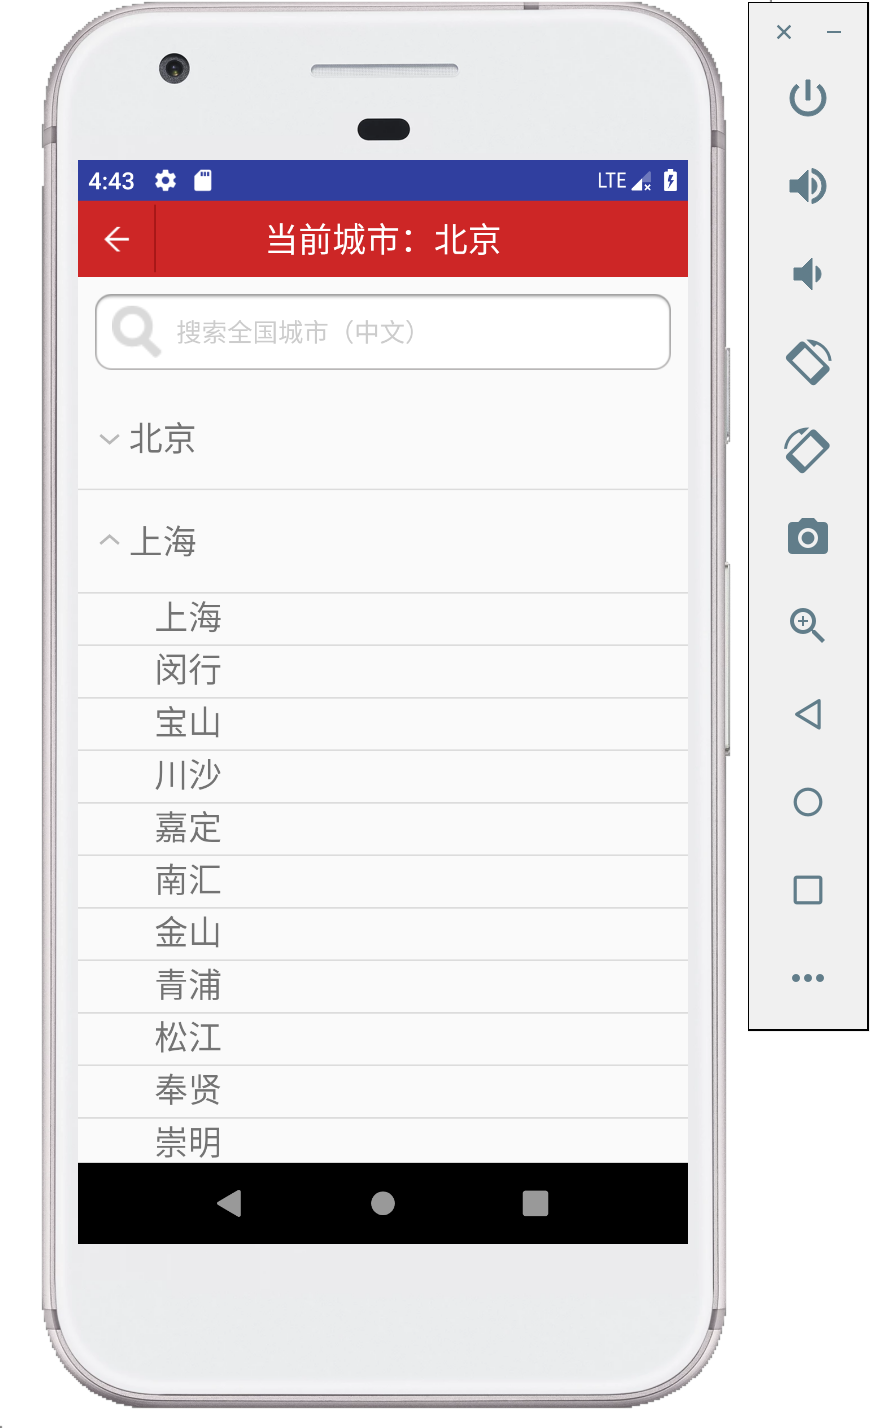 4:43 LTE
当前城市：北京
搜索全国城市（中文）
北京
上海
上海
闵行
宝山
川沙
嘉定
南汇
金山
青浦
松江
奉贤
崇明